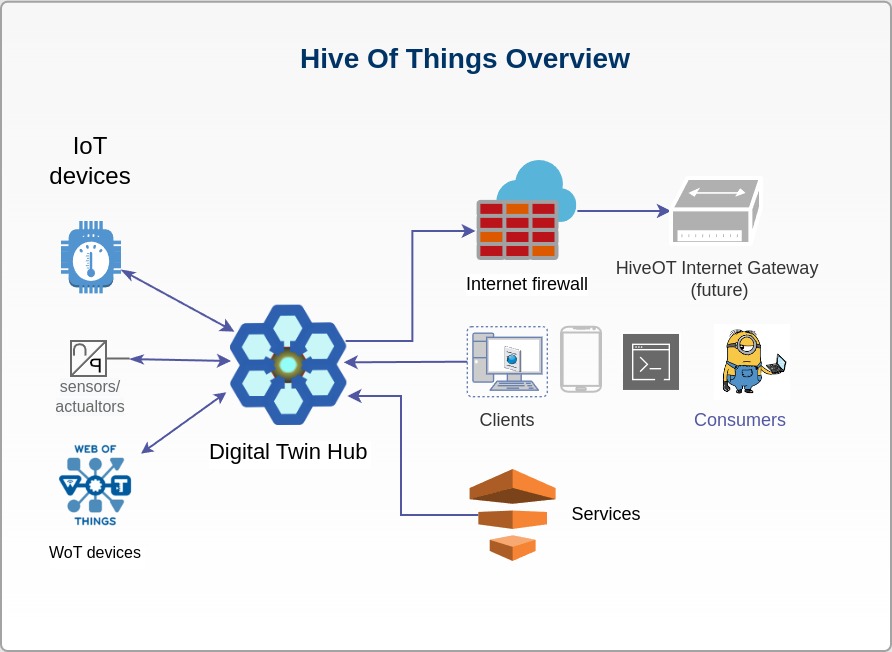 Hive Of Things Overview
IoT
devices
sensors/
actualtors
WEB OF
W T
THINGS
WoT devices
Digital Twin Hub
Internet firewall
HiveOT Internet Gateway
(future)
Clients
Consumers
Services